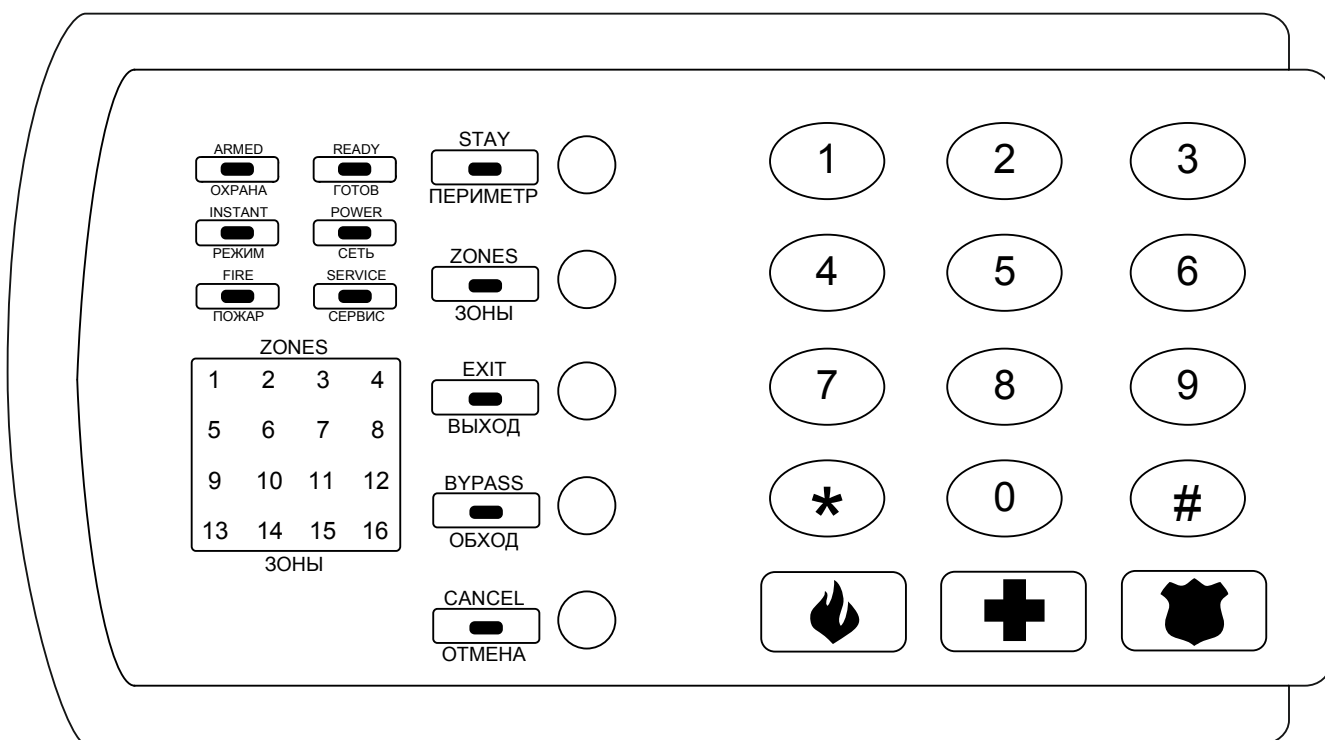 ARMED
ОХРАНА
READY
ГОТОВ
INSTANT
РЕЖИМ
POWER
СЕТЬ
FIRE
ПОЖАР
SERVICE
СЕРВИС
ZONES
1 2 3 4
5 6 7 8
9 10 11 12
13 14 15 16
ЗОНЫ
STAY
ПЕРИМЕТР
ZONES
ЗОНЫ
EXIT
ВЫХОД
BYPASS
ОБХОД
CANCEL
ОТМЕНА
1 2 3
4 5 6
7 8 9
* 0 #